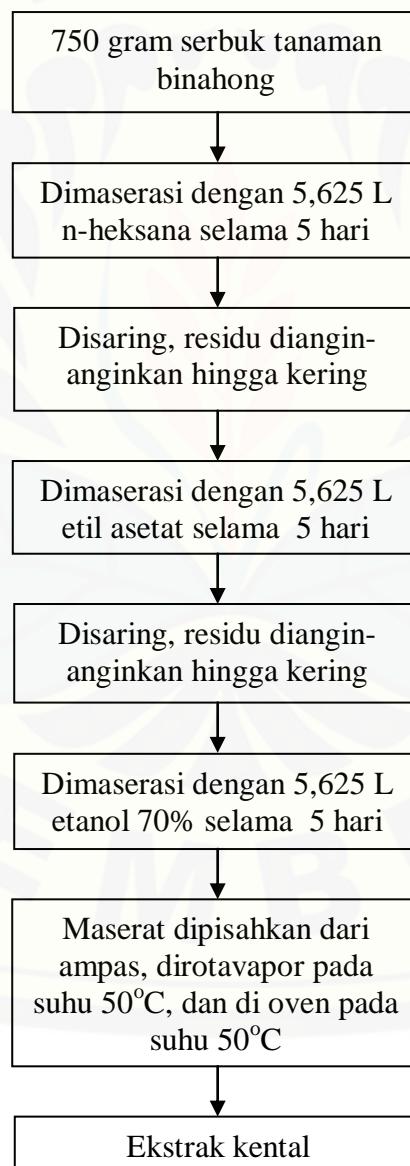 750 gram serbuk tanaman
binahong
Dimaserasi dengan 5,625 L
n-heksana selama 5 hari
Disaring, residu diangin-
anginkan hingga kering
Dimaserasi dengan 5,625 L
etil asetat selama  5 hari
Disaring, residu diangin-
anginkan hingga kering
Dimaserasi dengan 5,625 L
etanol 70% selama  5 hari
Maserat dipisahkan dari
ampas, dirotavapor pada
suhu 50°C, dan di oven pada
suhu 50°C
Ekstrak kental